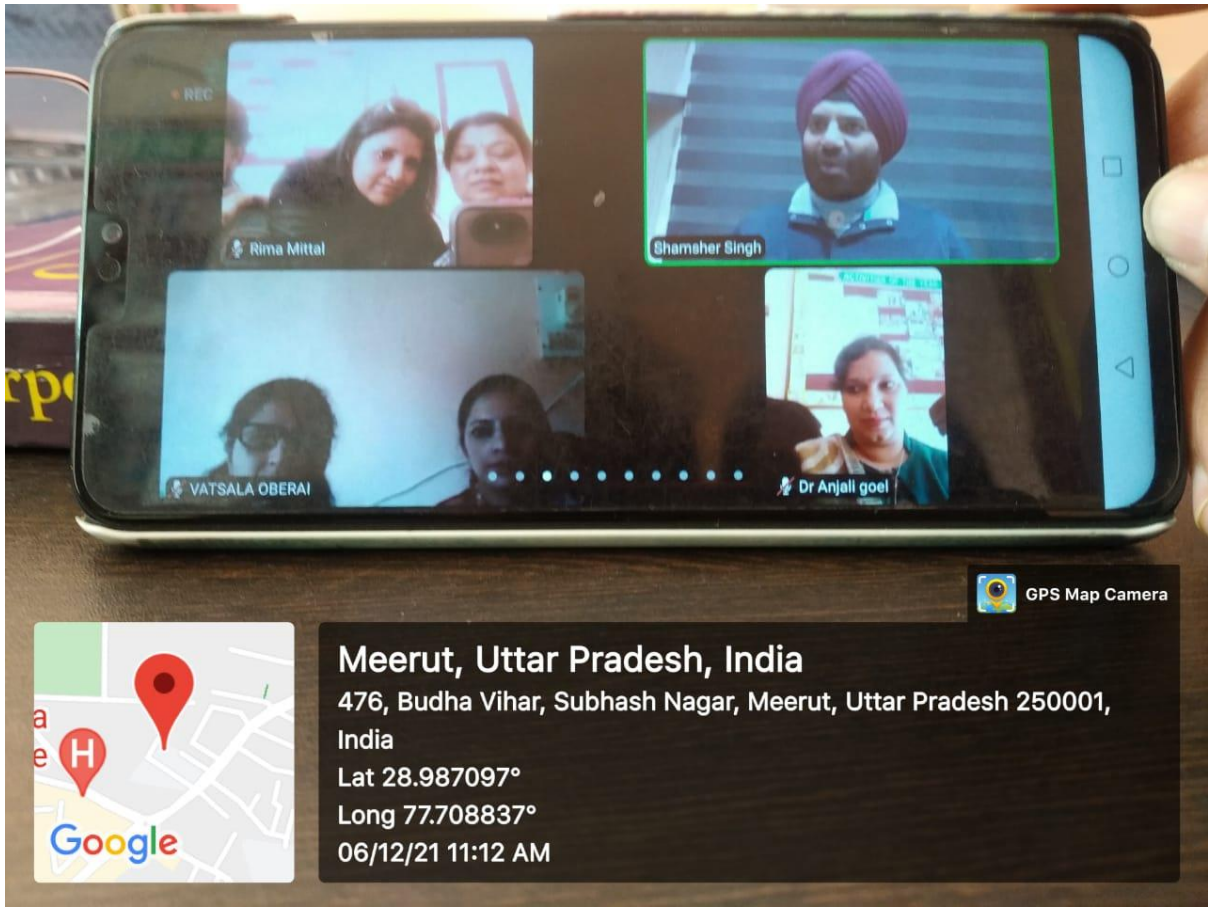 REC
Rima Mittal
Shamsher Singh
VATSALA OBERAI
Dr Anjali goel
GPS Map Camera
Meerut, Uttar Pradesh, India
476, Budha Vihar, Subhash Nagar, Meerut, Uttar Pradesh 250001,
India
Lat 28.987097°
Long 77.708837°
06/12/21 11:12 AM
a
e
H
Google